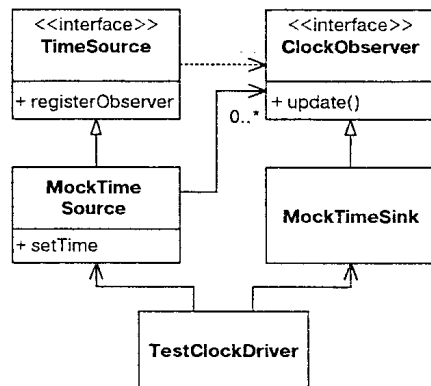 <<interface>>
TimeSource
+ registerObserver
<<interface>>
ClockObserver
+ update()
0..*
MockTime
Source
+ setTime
MockTimeSink
TestClockDriver